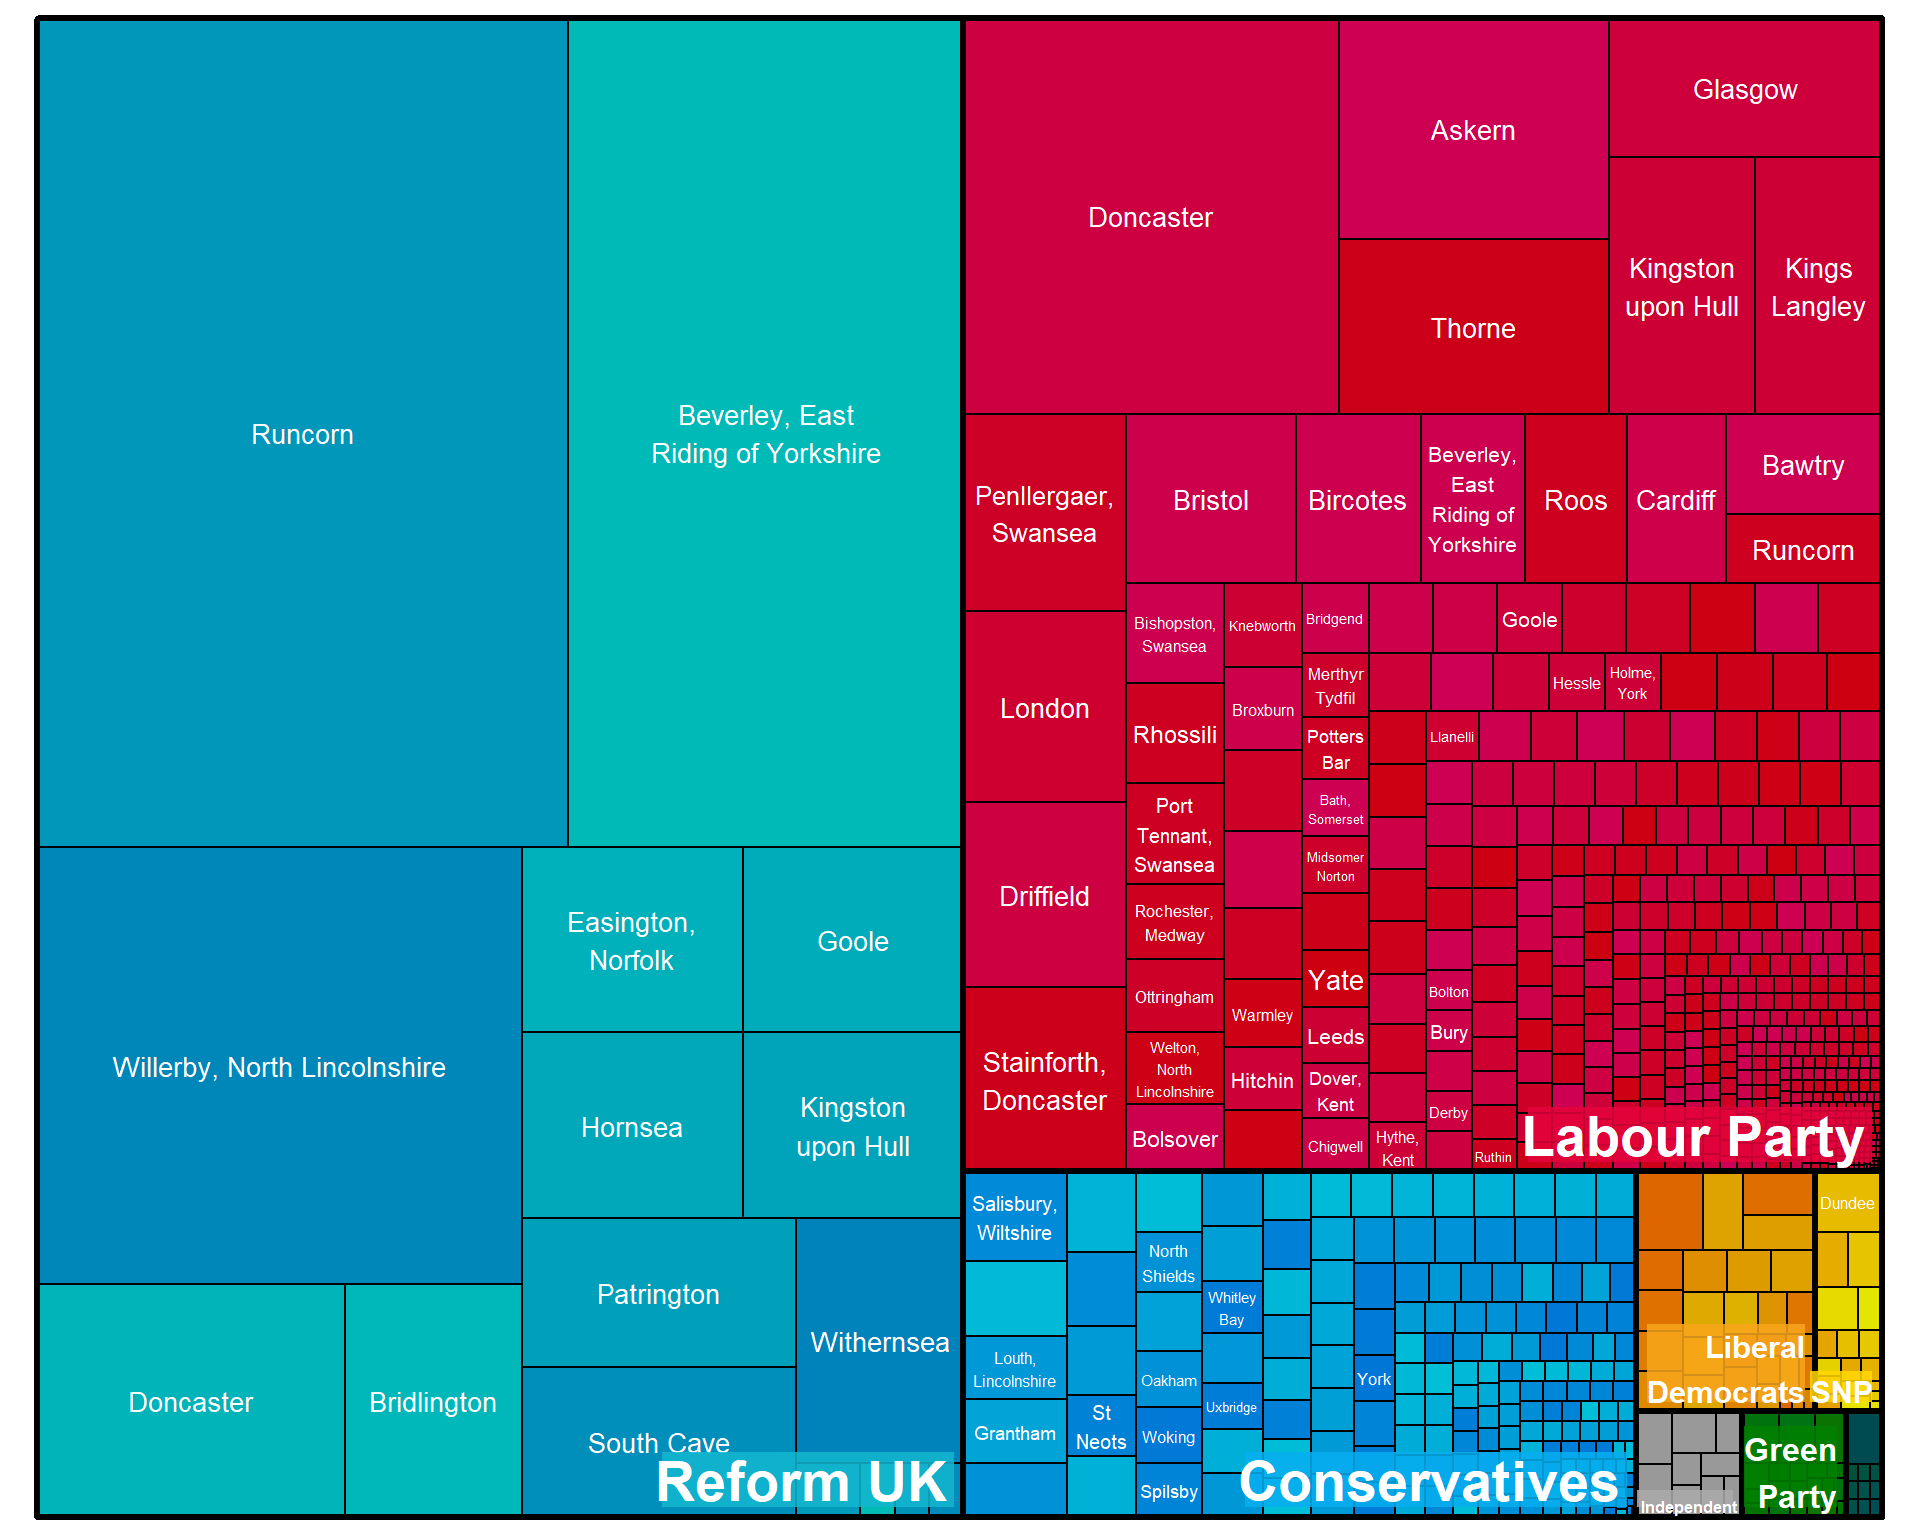 Runcorn
Beverley, East
Riding of Yorkshire
Willerby, North Lincolnshire
Easington,
Norfolk
Goole
Hornsea
Kingston
upon Hull
Patrington
Withernsea
Doncaster
Bridlington
South Cave
Reform UK
Doncaster
Askern
Glasgow
Thorne
Kingston
upon Hull
Kings
Langley
Penllergaer,
Swansea
Bristol
Bircotes
Beverley,
East
Riding of
Yorkshire
Roos
Cardiff
Bawtry
Runcorn
London
Driffield
Stainforth,
Doncaster
Bishopston,
Swansea
Rhossili
Port
Tennant,
Swansea
Rochester,
Medway
Ottringham
Welton,
North
Lincolnshire
Bolsover
Knebworth
Broxburn
Warmley
Hitchin
Bridgend
Merthyr
Tydfil
Potters
Bar
Bath,
Somerset
Midsomer
Norton
Yate
Leeds
Dover,
Kent
Chigwell
Goole
Hessle
Holme,
York
Llanelli
Bolton
Bury
Derby
Hythe,
Kent
Ruthin
Labour Party
Salisbury,
Wiltshire
Louth,
Lincolnshire
Grantham
St
Neots
North
Shields
Oakham
Woking
Spilsby
Whitley
Bay
Uxbridge
York
Conservatives
Liberal
Democrats
Dundee
SNP
Independent
Green
Party